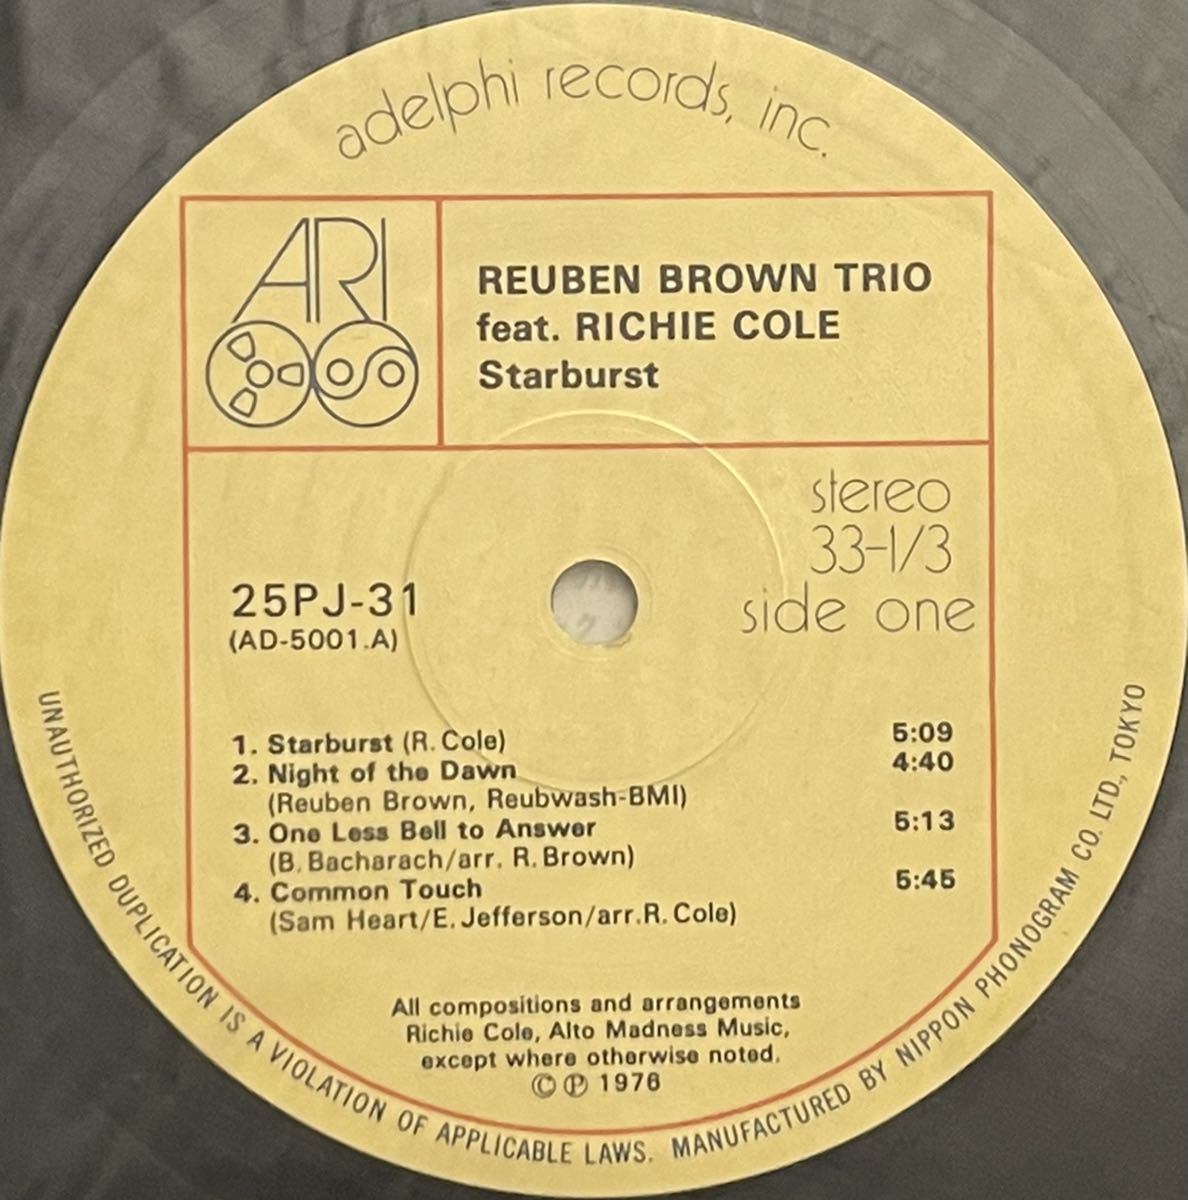 adelphi records, inc.
ARI
REUBEN BROWN TRIO
feat. RICHIE COLE
Starburst
stereo
33-1/3
side one
25PJ-31
(AD-5001.A)
1. Starburst (R. Cole) 5:09
2. Night of the Dawn 4:40
(Reuben Brown, Reubwash-BMI)
3. One Less Bell to Answer 5:13
(B. Bacharach/arr. R. Brown)
4. Common Touch 5:45
(Sam Heart/E. Jefferson/arr.R. Cole)
All compositions and arrangements
Richie Cole, Alto Madness Music,
except where otherwise noted.
© ℗ 1976
UNAUTHORIZED DUPLICATION IS A VIOLATION OF APPLICABLE LAWS. MANUFACTURED BY NIPPON PHONOGRAM CO. LTD., TOKYO